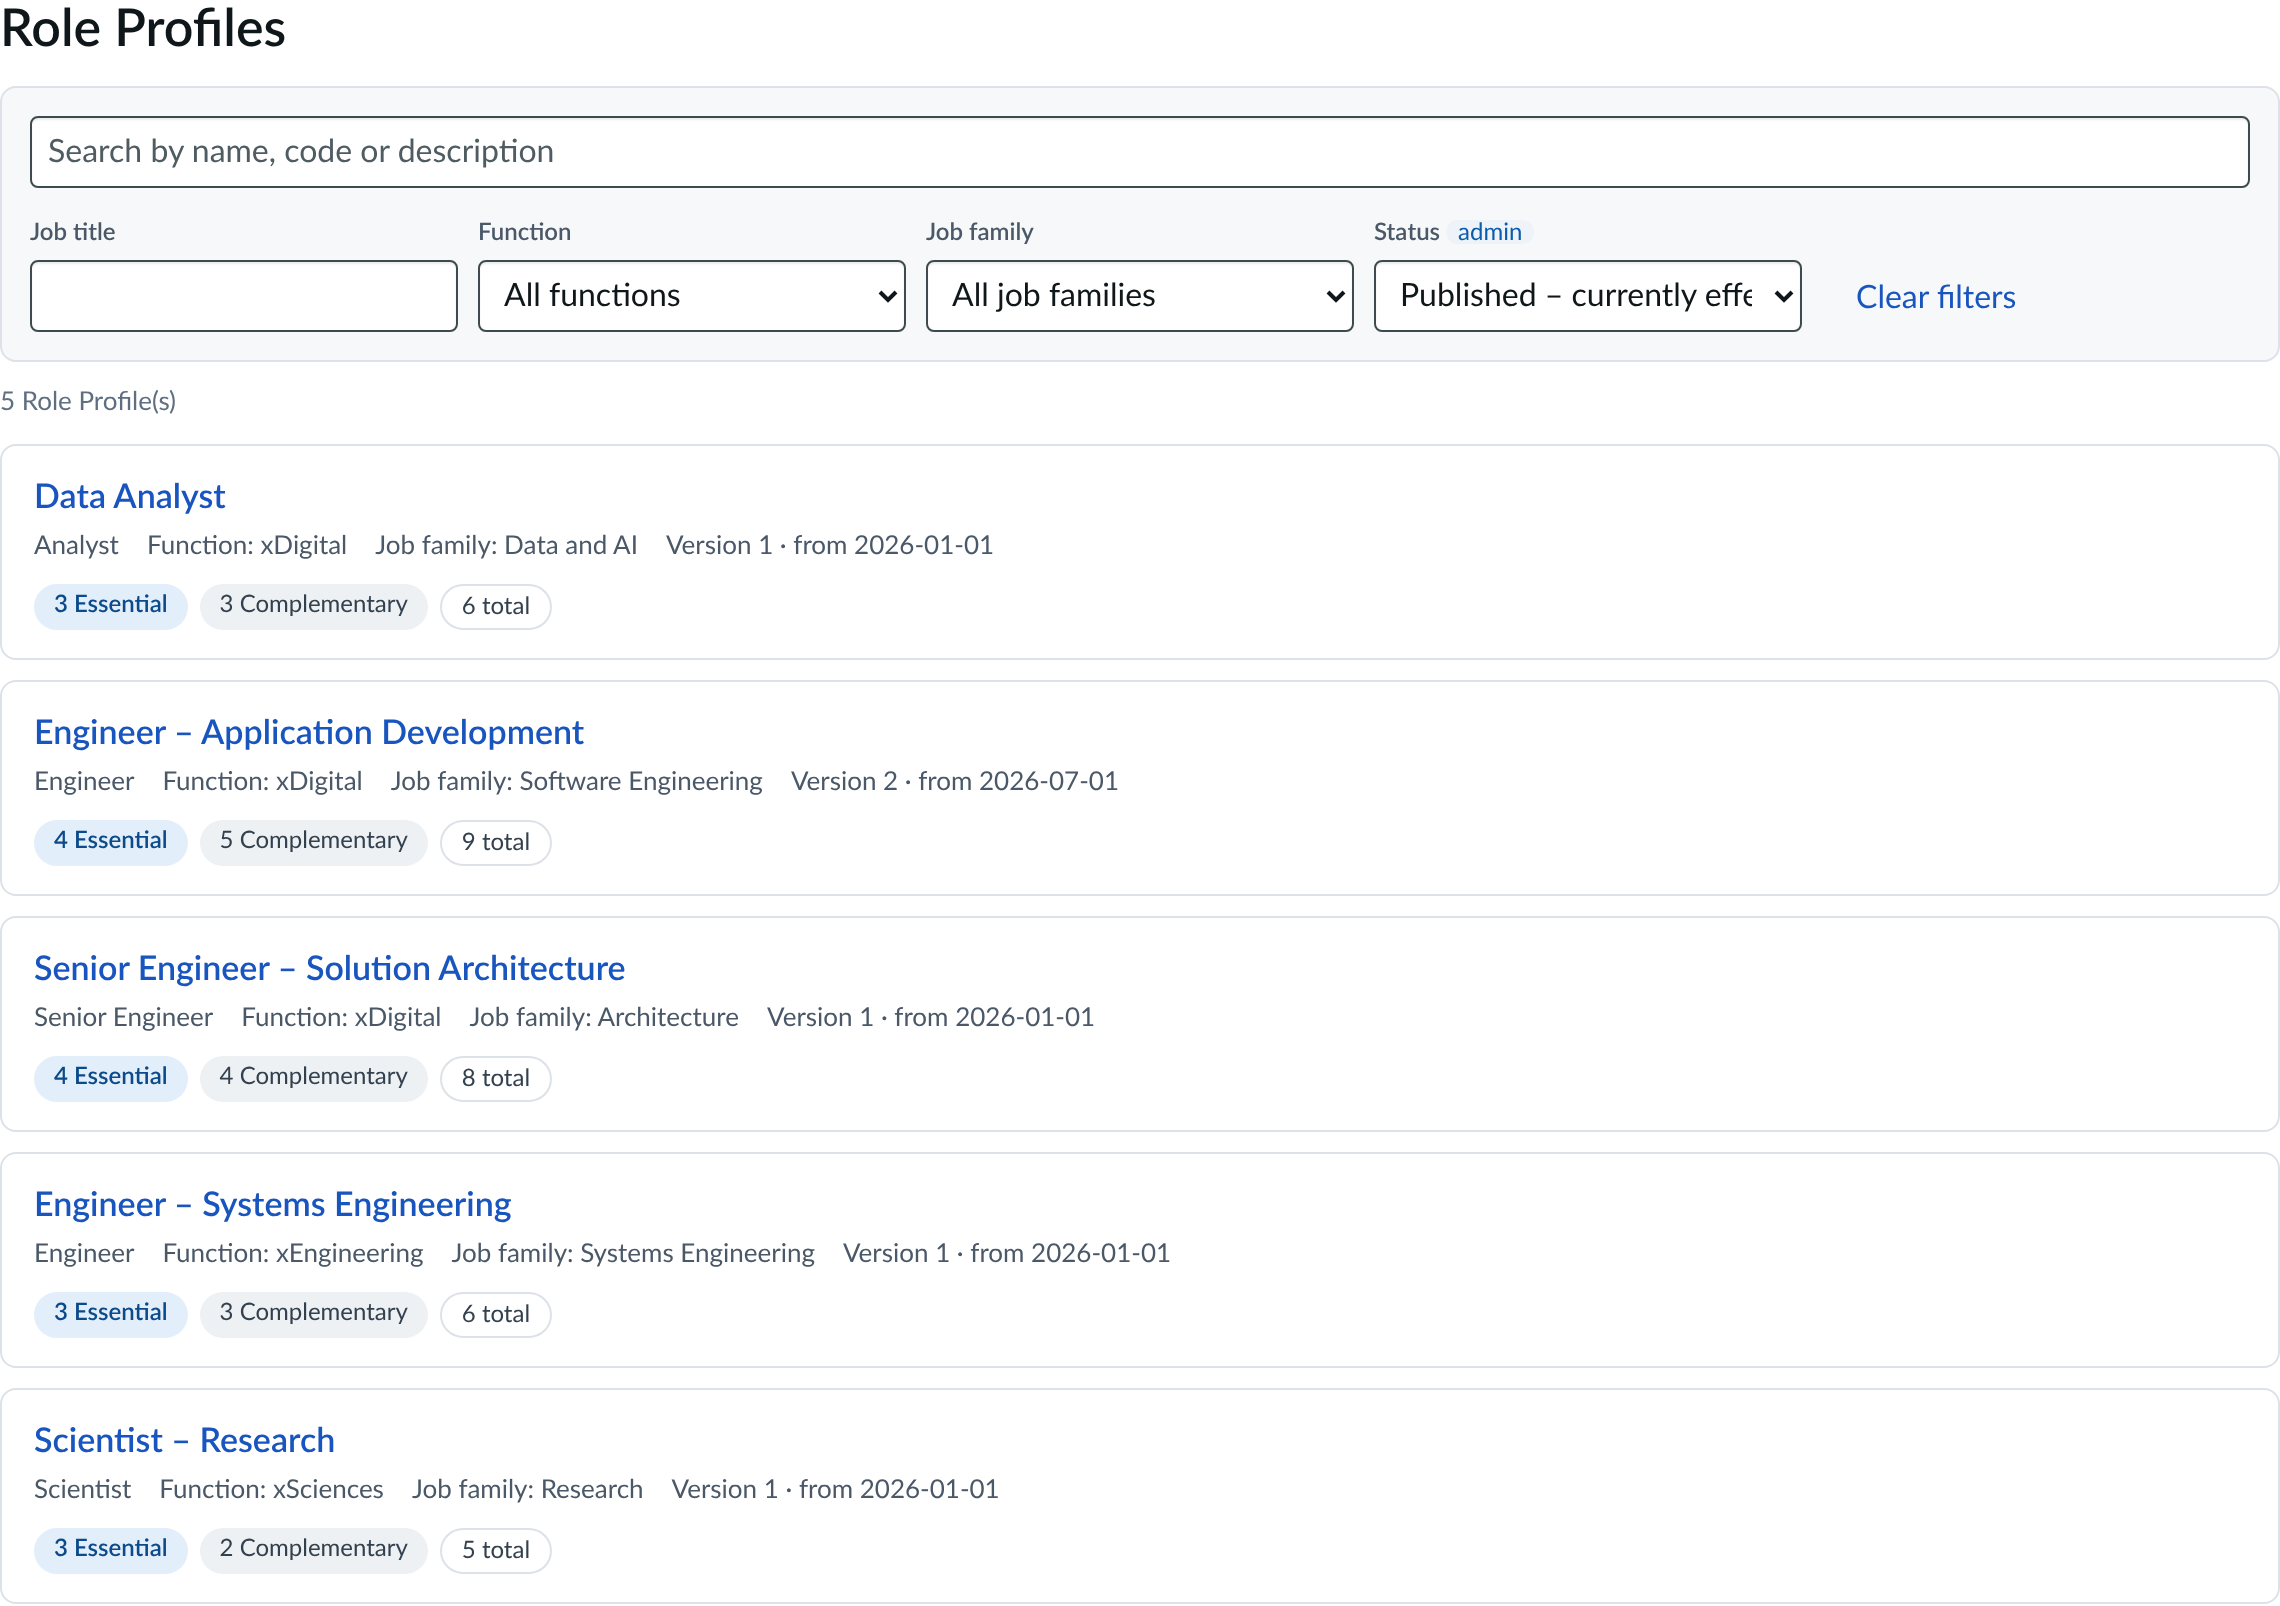 Role Profiles
Search by name, code or description
Job title Function Job family Status admin
All functions All job families Published – currently effe Clear filters
5 Role Profile(s)
Data Analyst
Analyst Function: xDigital Job family: Data and AI Version 1 · from 2026-01-01
3 Essential 3 Complementary 6 total
Engineer – Application Development
Engineer Function: xDigital Job family: Software Engineering Version 2 · from 2026-07-01
4 Essential 5 Complementary 9 total
Senior Engineer – Solution Architecture
Senior Engineer Function: xDigital Job family: Architecture Version 1 · from 2026-01-01
4 Essential 4 Complementary 8 total
Engineer – Systems Engineering
Engineer Function: xEngineering Job family: Systems Engineering Version 1 · from 2026-01-01
3 Essential 3 Complementary 6 total
Scientist – Research
Scientist Function: xSciences Job family: Research Version 1 · from 2026-01-01
3 Essential 2 Complementary 5 total